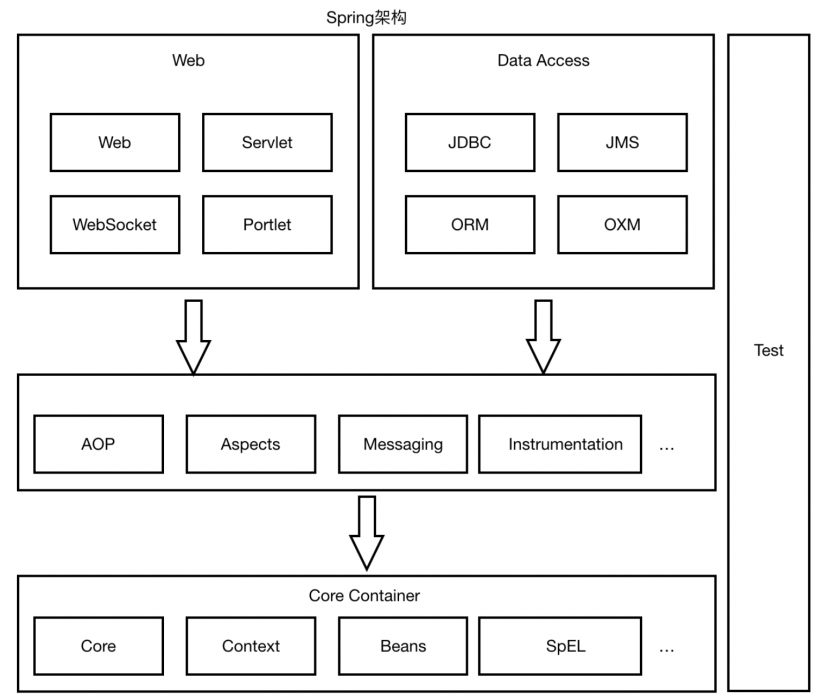 Spring架构
Web
Web
Servlet
WebSocket
Portlet
Data Access
JDBC
JMS
ORM
OXM
Test
AOP
Aspects
Messaging
Instrumentation
...
Core Container
Core
Context
Beans
SpEL
...